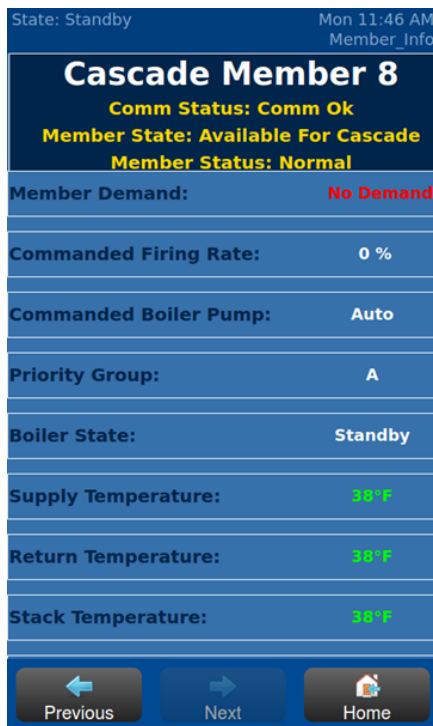 State: Standby Mon 11:46 AM
Member_Info
Cascade Member 8
Comm Status: Comm Ok
Member State: Available For Cascade
Member Status: Normal
Member Demand: No Demand
Commanded Firing Rate: 0 %
Commanded Boiler Pump: Auto
Priority Group: A
Boiler State: Standby
Supply Temperature: 38°F
Return Temperature: 38°F
Stack Temperature: 38°F
Previous Next Home